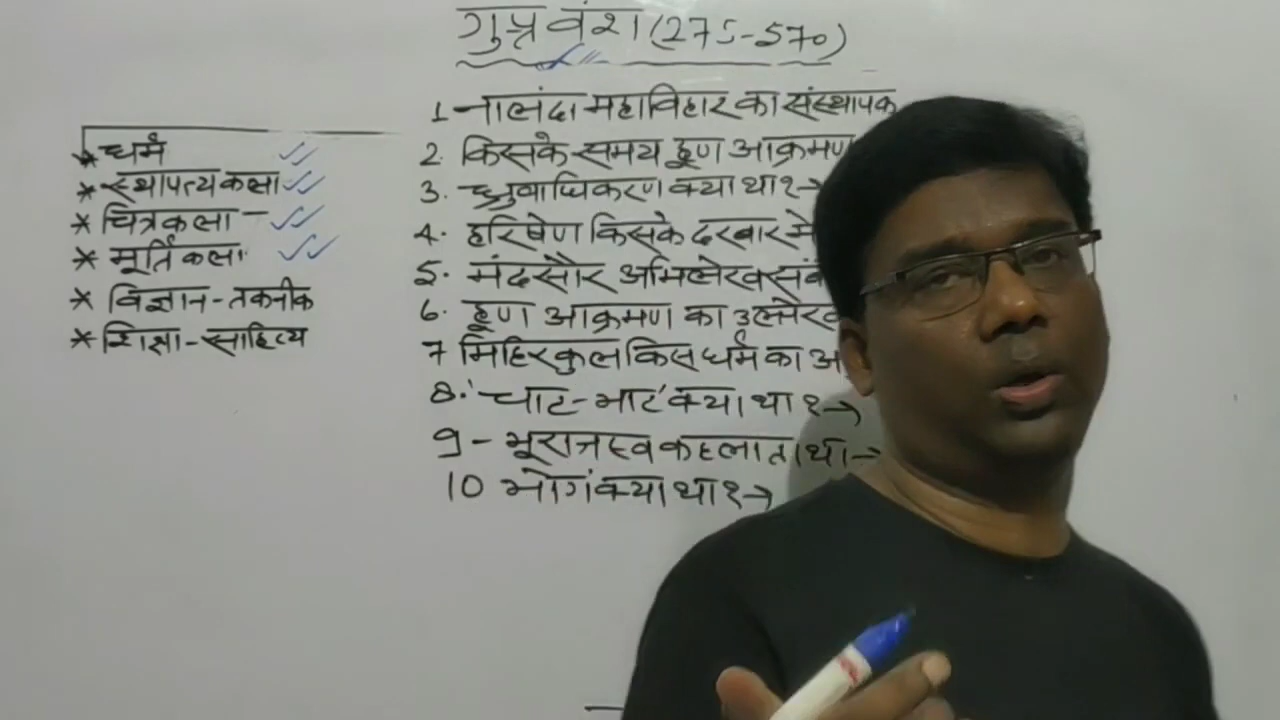 गुप्त वंश (275-570)
* धर्म
* स्थापत्य कला
* चित्रकला -
* मूर्ति कला
* विज्ञान-तकनीक
* शिक्षा-साहित्य
1 - नालंदा महाविहार का संस्थापक
2. किसके समय हूण आक्रमण
3. ध्रुवाधिकरण क्या था? →
4. हरिषेण किसके दरबार मे
5. मंदसौर अभिलेख
6. हूण आक्रमण का उल्लेख
7 मिहिरकुल किस धर्म का
8. 'चाट-भाट' क्या था? →
9 - भूराजस्व कहलाता था →
10 भोग क्या था? →